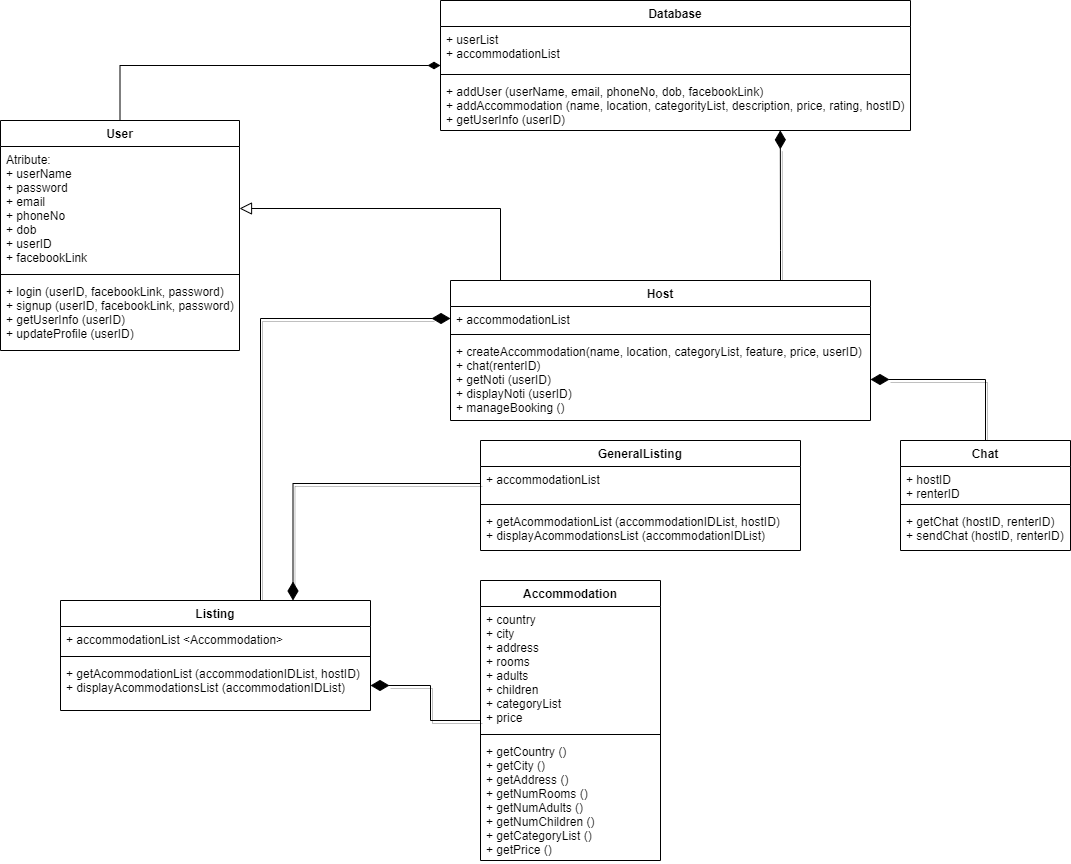 Database
+ userList
+ accommodationList
+ addUser (userName, email, phoneNo, dob, facebookLink)
+ addAccommodation (name, location, categorityList, description, price, rating, hostID)
+ getUserInfo (userID)
User
Atribute:
+ userName
+ password
+ email
+ phoneNo
+ dob
+ userID
+ facebookLink
+ login (userID, facebookLink, password)
+ signup (userID, facebookLink, password)
+ getUserInfo (userID)
+ updateProfile (userID)
Host
+ accommodationList
+ createAccommodation(name, location, categoryList, feature, price, userID)
+ chat(renterID)
+ getNoti (userID)
+ displayNoti (userID)
+ manageBooking ()
GeneralListing
+ accommodationList
+ getAcommodationList (accommodationIDList, hostID)
+ displayAcommodationsList (accommodationIDList)
Chat
+ hostID
+ renterID
+ getChat (hostID, renterID)
+ sendChat (hostID, renterID)
Listing
+ accommodationList <Accommodation>
+ getAcommodationList (accommodationIDList, hostID)
+ displayAcommodationsList (accommodationIDList)
Accommodation
+ country
+ city
+ address
+ rooms
+ adults
+ children
+ categoryList
+ price
+ getCountry ()
+ getCity ()
+ getAddress ()
+ getNumRooms ()
+ getNumAdults ()
+ getNumChildren ()
+ getCategoryList ()
+ getPrice ()